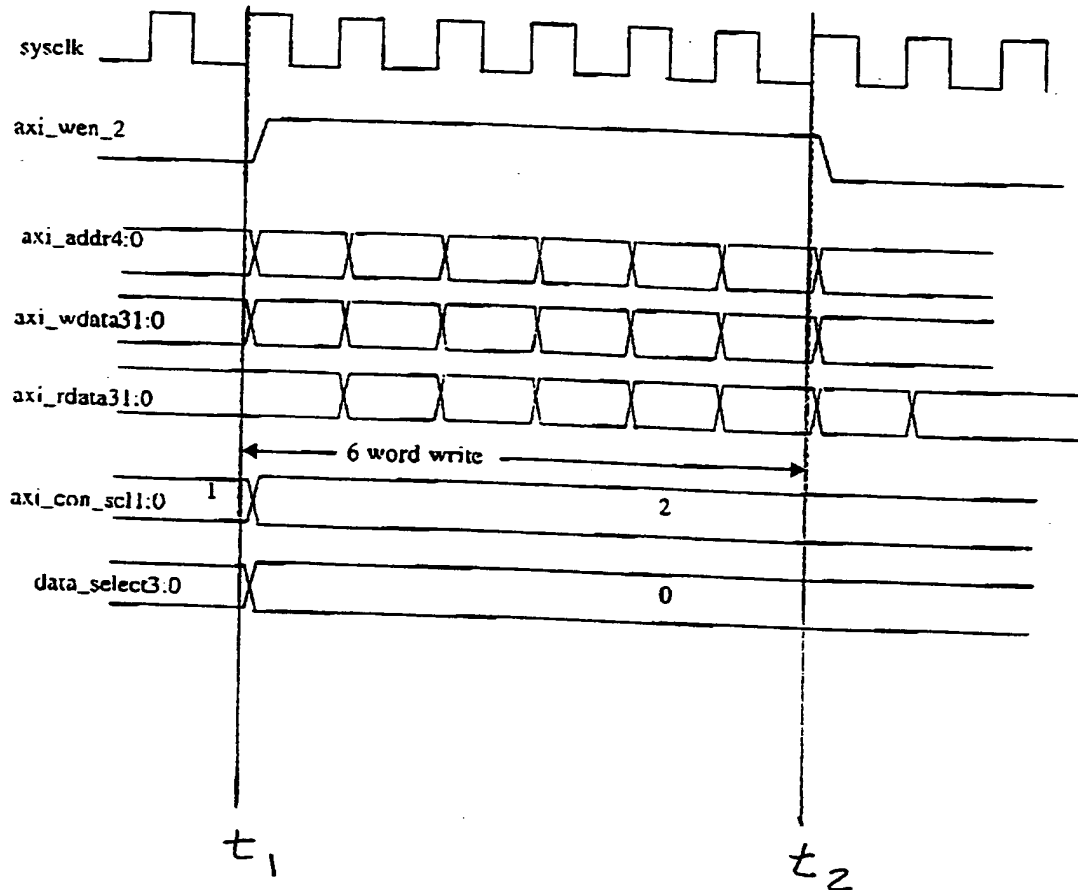 sysclk
axi_wen_2
axi_addr4:0
axi_wdata31:0
axi_rdata31:0
6 word write
axi_con_sel1:0 1 2
data_select3:0 0
t1 t2